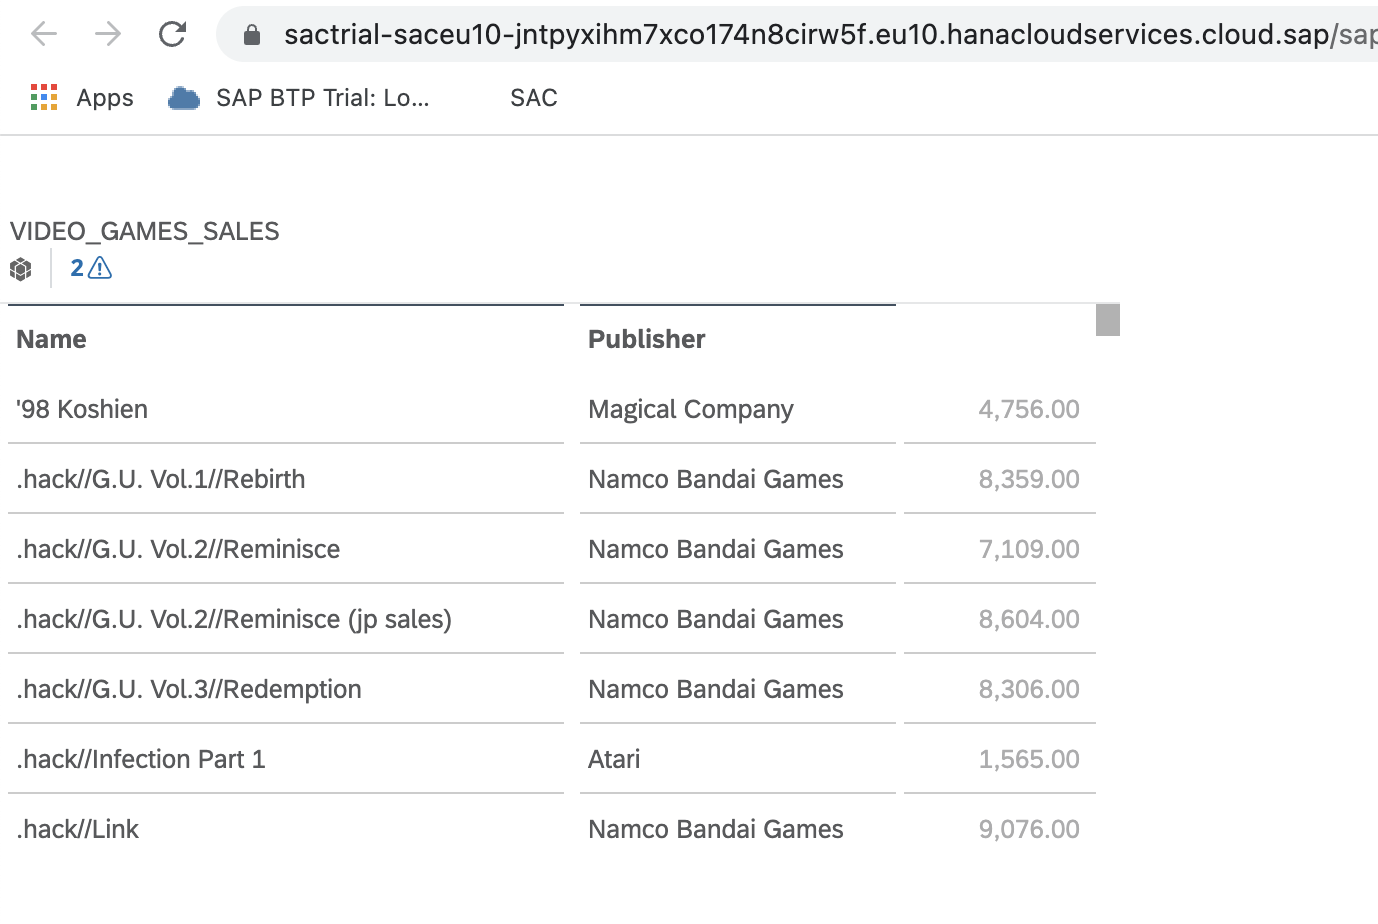 sactrial-saceu10-jntpyxihm7xco174n8cirw5f.eu10.hanacloudservices.cloud.sap/sap
Apps SAP BTP Trial: Lo... SAC
VIDEO_GAMES_SALES
2
Name Publisher
'98 Koshien Magical Company 4,756.00
.hack//G.U. Vol.1//Rebirth Namco Bandai Games 8,359.00
.hack//G.U. Vol.2//Reminisce Namco Bandai Games 7,109.00
.hack//G.U. Vol.2//Reminisce (jp sales) Namco Bandai Games 8,604.00
.hack//G.U. Vol.3//Redemption Namco Bandai Games 8,306.00
.hack//Infection Part 1 Atari 1,565.00
.hack//Link Namco Bandai Games 9,076.00